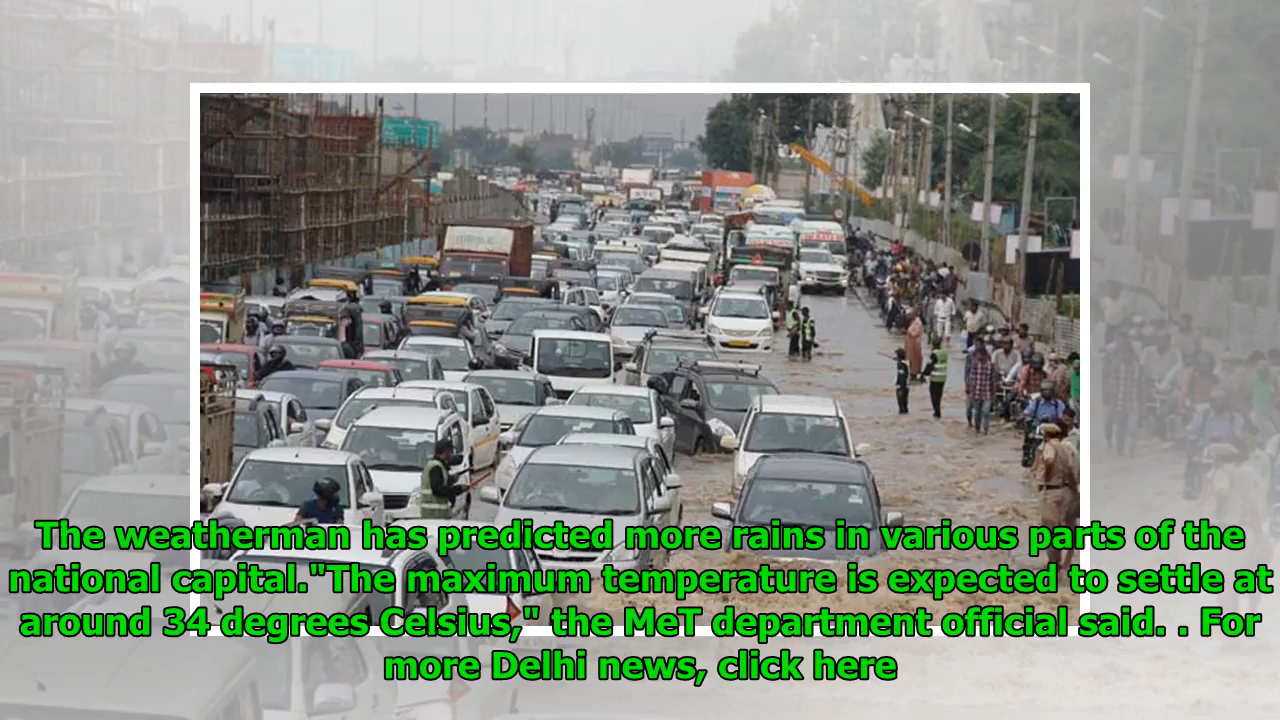 The weatherman has predicted more rains in various parts of the
national capital."The maximum temperature is expected to settle at
around 34 degrees Celsius," the MeT department official said. . For
more Delhi news, click here